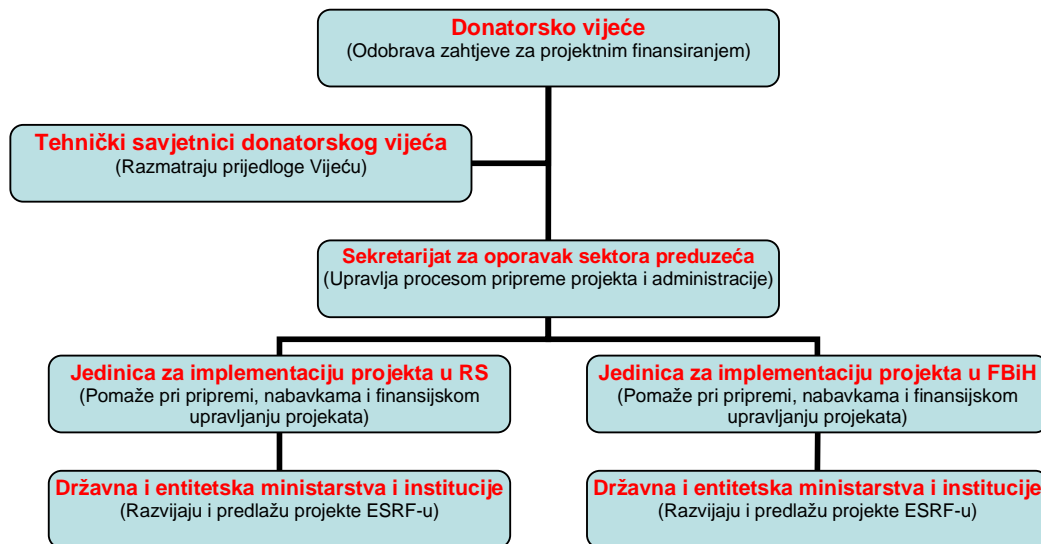 Donatorsko vijeće
(Odobrava zahtjeve za projektnim finansiranjem)
Tehnički savjetnici donatorskog vijeća
(Razmatraju prijedloge Vijeću)
Sekretarijat za oporavak sektora preduzeća
(Upravlja procesom pripreme projekta i administracije)
Jedinica za implementaciju projekta u RS
(Pomaže pri pripremi, nabavkama i finansijskom
upravljanju projekata)
Jedinica za implementaciju projekta u FBiH
(Pomaže pri pripremi, nabavkama i finansijskom
upravljanju projekata)
Državna i entitetska ministarstva i institucije
(Razvijaju i predlažu projekte ESRF-u)
Državna i entitetska ministarstva i institucije
(Razvijaju i predlažu projekte ESRF-u)